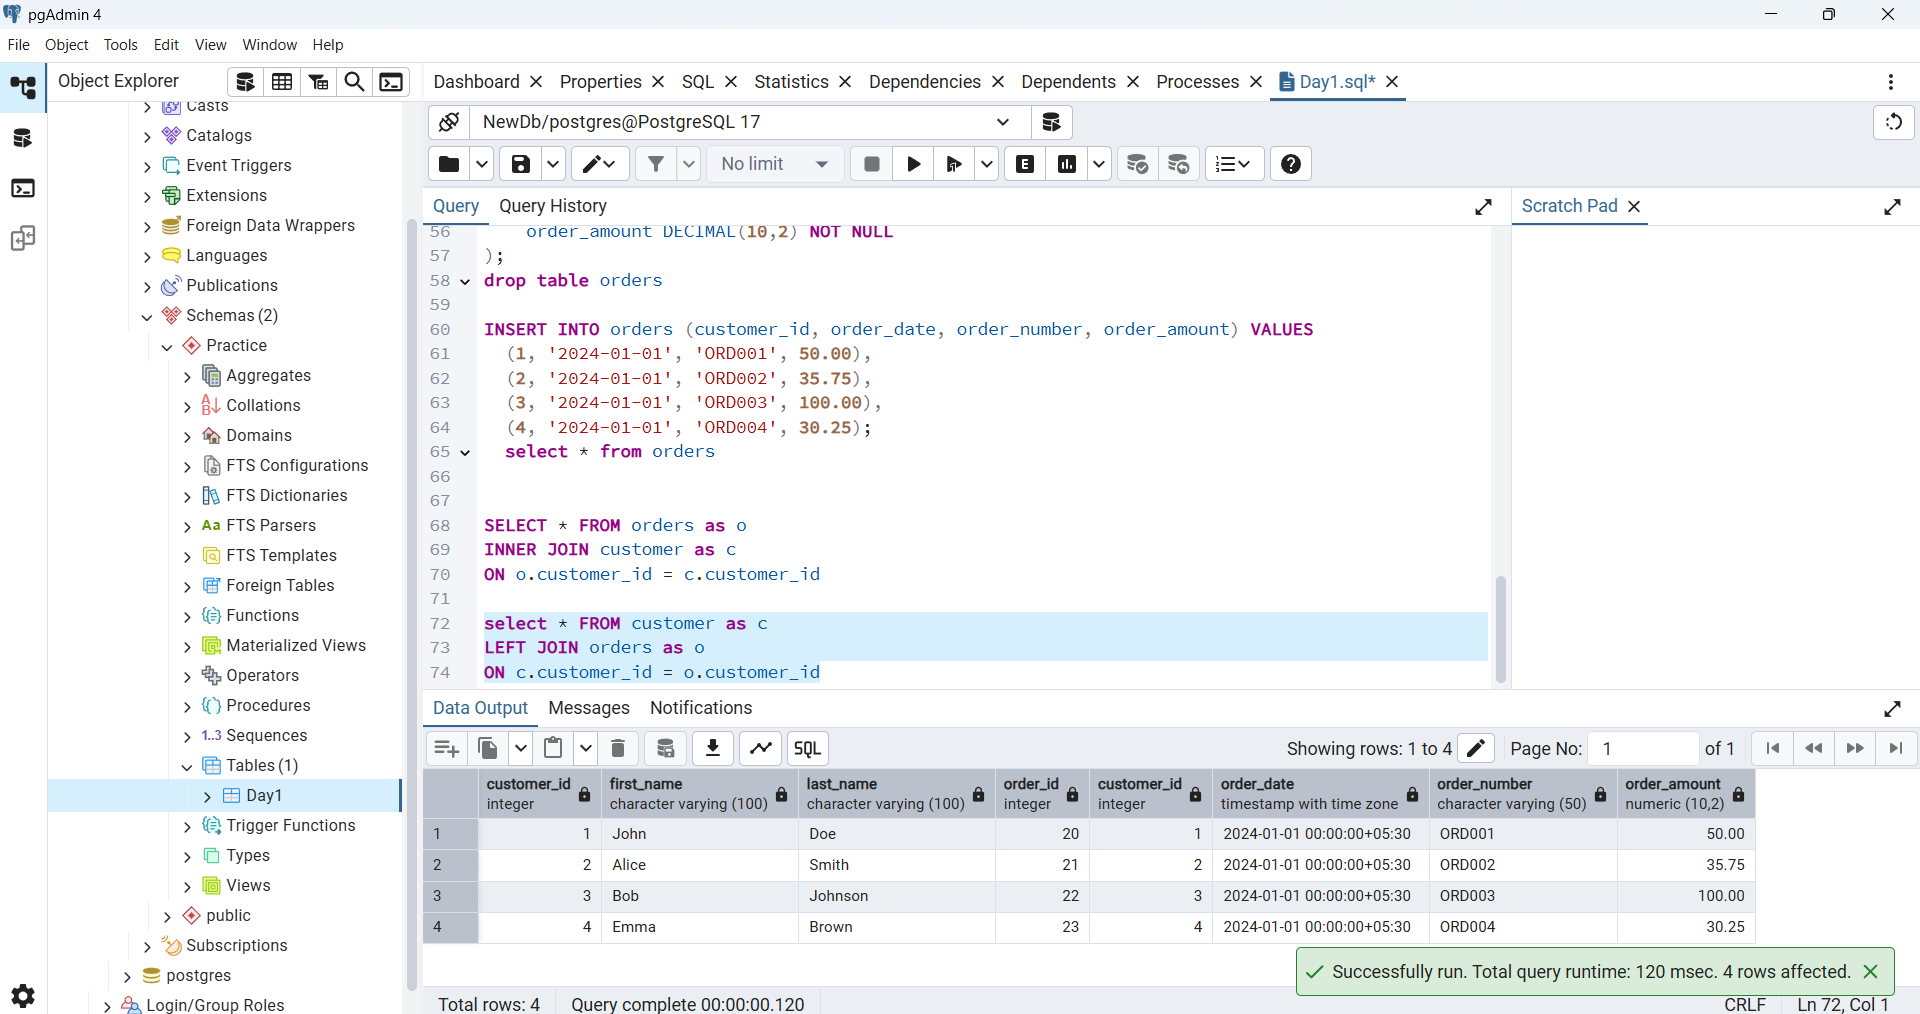 pgAdmin 4
File Object Tools Edit View Window Help
Object Explorer
Dashboard Properties SQL Statistics Dependencies Dependents Processes Day1.sql*
NewDb/postgres@PostgreSQL 17
No limit
E
Query Query History
Scratch Pad
Casts
Catalogs
Event Triggers
Extensions
Foreign Data Wrappers
Languages
Publications
Schemas (2)
Practice
Aggregates
Collations
Domains
FTS Configurations
FTS Dictionaries
Aa FTS Parsers
FTS Templates
Foreign Tables
Functions
Materialized Views
Operators
Procedures
1..3 Sequences
Tables (1)
Day1
Trigger Functions
Types
Views
public
Subscriptions
postgres
Login/Group Roles
56 order_amount DECIMAL(10,2) NOT NULL
57 );
58 drop table orders
59
60 INSERT INTO orders (customer_id, order_date, order_number, order_amount) VALUES
61 (1, '2024-01-01', 'ORD001', 50.00),
62 (2, '2024-01-01', 'ORD002', 35.75),
63 (3, '2024-01-01', 'ORD003', 100.00),
64 (4, '2024-01-01', 'ORD004', 30.25);
65 select * from orders
66
67
68 SELECT * FROM orders as o
69 INNER JOIN customer as c
70 ON o.customer_id = c.customer_id
71
72 select * FROM customer as c
73 LEFT JOIN orders as o
74 ON c.customer_id = o.customer_id
Data Output Messages Notifications
SQL
Showing rows: 1 to 4 Page No: 1 of 1
customer_id first_name last_name order_id customer_id order_date order_number order_amount
integer character varying (100) character varying (100) integer integer timestamp with time zone character varying (50) numeric (10,2)
1 1 John Doe 20 1 2024-01-01 00:00:00+05:30 ORD001 50.00
2 2 Alice Smith 21 2 2024-01-01 00:00:00+05:30 ORD002 35.75
3 3 Bob Johnson 22 3 2024-01-01 00:00:00+05:30 ORD003 100.00
4 4 Emma Brown 23 4 2024-01-01 00:00:00+05:30 ORD004 30.25
Successfully run. Total query runtime: 120 msec. 4 rows affected.
Total rows: 4 Query complete 00:00:00.120
CRLF Ln 72, Col 1